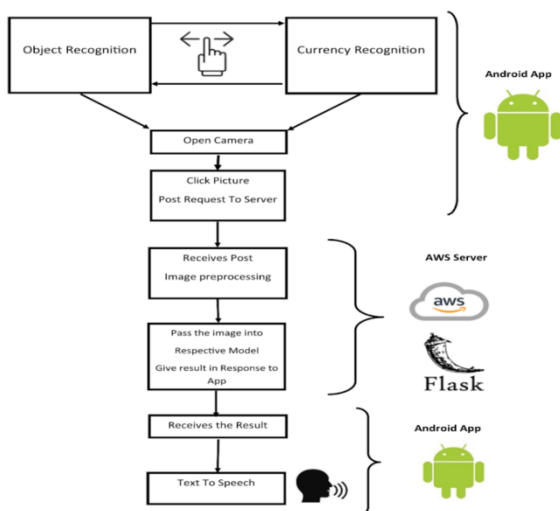 Object Recognition
Currency Recognition
Android App
Open Camera
Click Picture
Post Request To Server
Receives Post
Image preprocessing
AWS Server
aws
Pass the image into
Respective Model
Give result in Response to
App
Flask
Receives the Result
Android App
Text To Speech